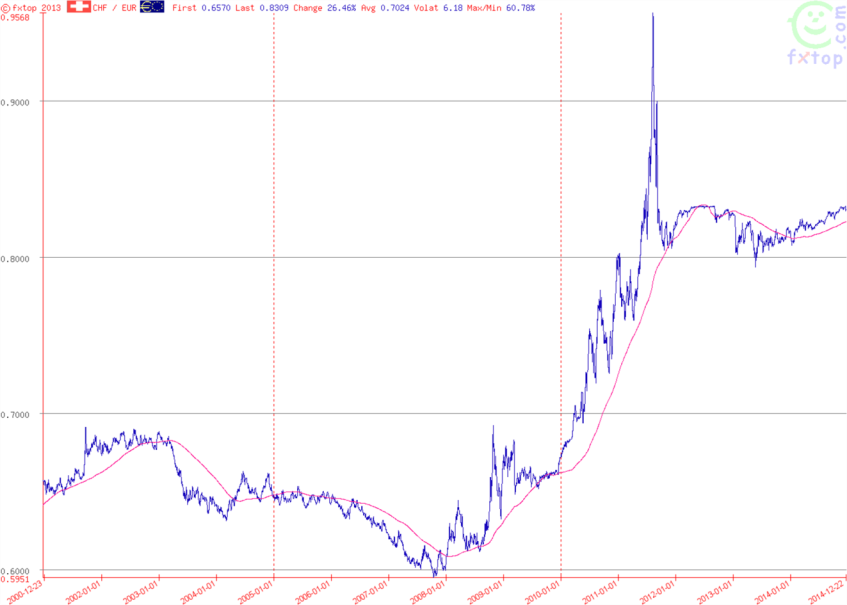 © fxtop 2013 CHF / EUR First 0.6570 Last 0.8309 Change 26.46% Avg 0.7024 Volat 6.18 Max/Min 60.78%
0.9568
fxtop.com
0.9000
0.8000
0.7000
0.6000
0.5951
2000-12-23 2002-01-01 2003-01-01 2004-01-01 2005-01-01 2006-01-01 2007-01-01 2008-01-01 2009-01-01 2010-01-01 2011-01-01 2012-01-01 2013-01-01 2014-01-01 2014-12-22